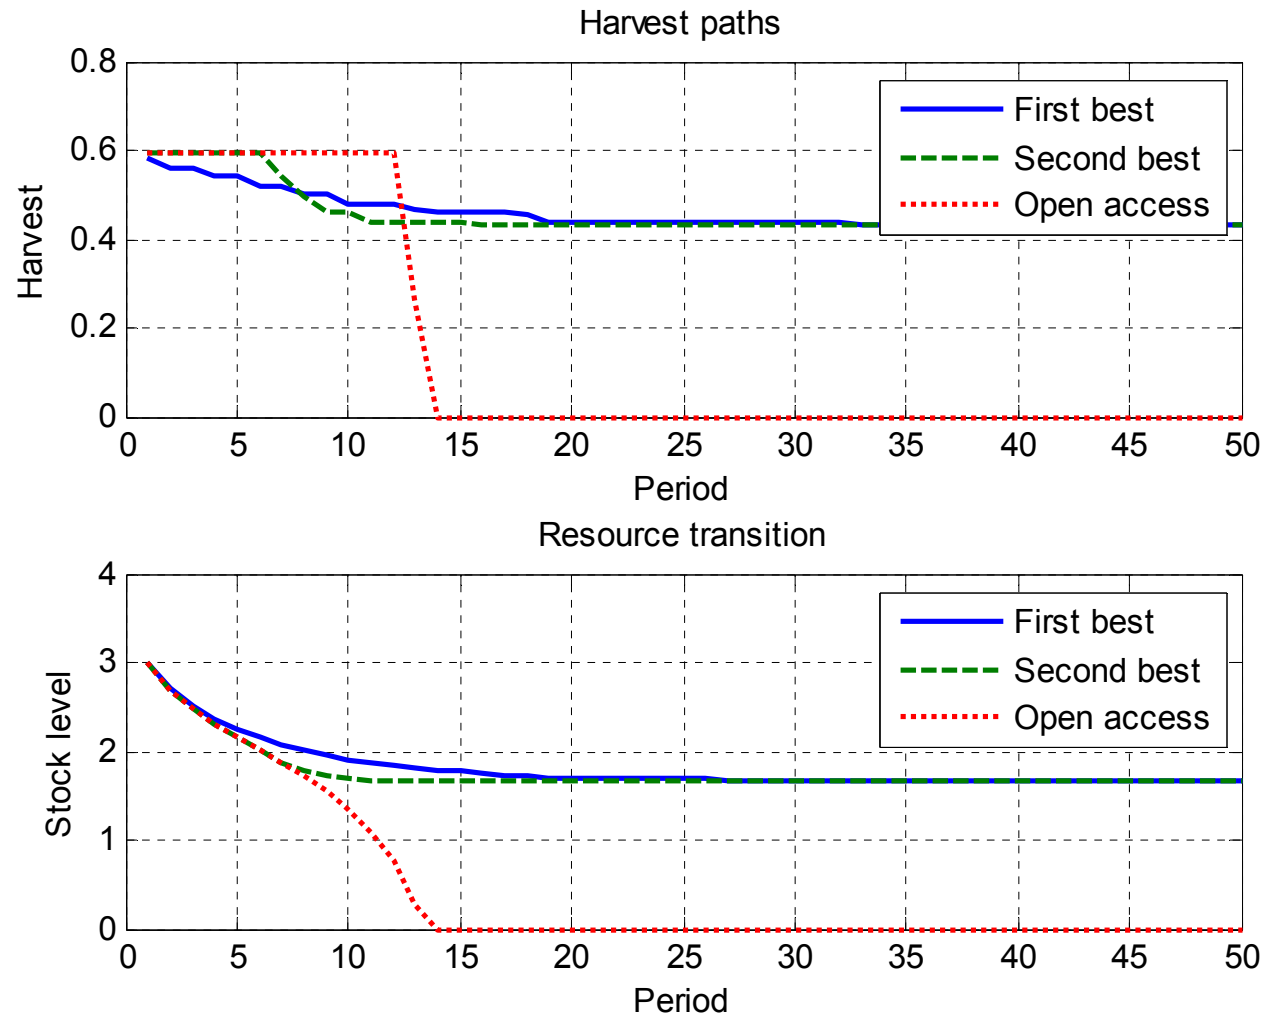 Harvest paths
0.8
0.6
0.4
0.2
0
Harvest
First best
Second best
Open access
0 5 10 15 20 25 30 35 40 45 50
Period
Resource transition
4
3
2
1
0
Stock level
First best
Second best
Open access
0 5 10 15 20 25 30 35 40 45 50
Period